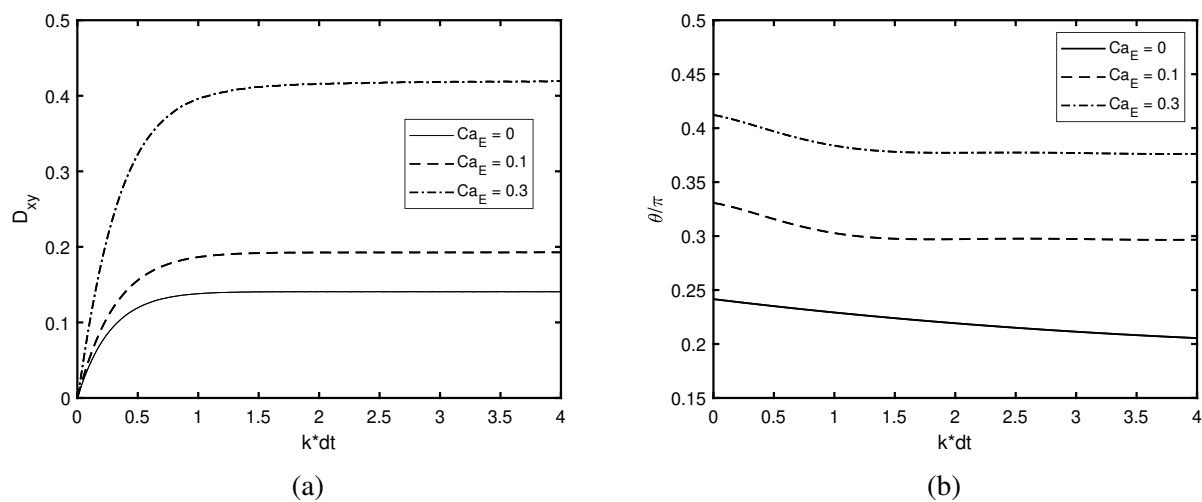 0.5
0.4
0.3
0.2
0.1
0
D_xy
0 0.5 1 1.5 2 2.5 3 3.5 4
k*dt
Ca_E = 0
Ca_E = 0.1
Ca_E = 0.3
(a)
0.5
0.45
0.4
0.35
0.3
0.25
0.2
0.15
θ/π
0 0.5 1 1.5 2 2.5 3 3.5 4
k*dt
Ca_E = 0
Ca_E = 0.1
Ca_E = 0.3
(b)